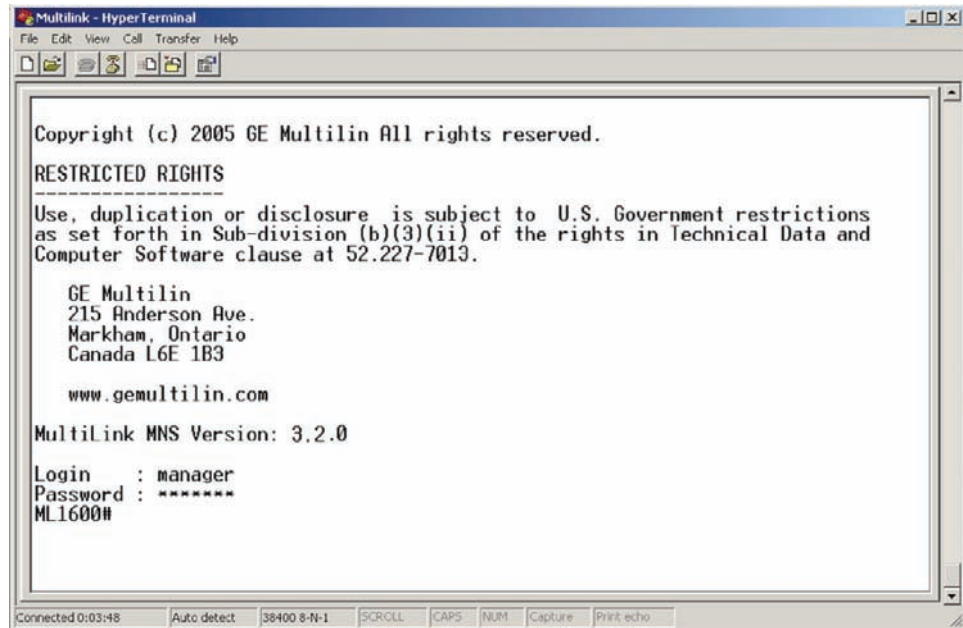 Multilink - HyperTerminal
File Edit View Call Transfer Help
Copyright (c) 2005 GE Multilin All rights reserved.
RESTRICTED RIGHTS
-----------------
Use, duplication or disclosure is subject to U.S. Government restrictions
as set forth in Sub-division (b)(3)(ii) of the rights in Technical Data and
Computer Software clause at 52.227-7013.
GE Multilin
215 Anderson Ave.
Markham, Ontario
Canada L6E 1B3
www.gemultilin.com
MultiLink MNS Version: 3.2.0
Login : manager
Password : *******
ML1600#
Connected 0:03:48 Auto detect 38400 8-N-1 SCROLL CAPS NUM Capture Print echo